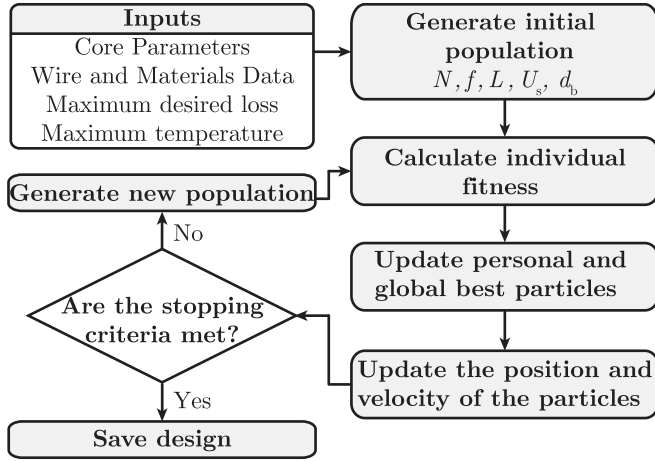 Inputs
Core Parameters
Wire and Materials Data
Maximum desired loss
Maximum temperature
Generate initial
population
N, f, L, Us, db
Calculate individual
fitness
Update personal and
global best particles
Update the position and
velocity of the particles
Are the stopping
criteria met?
No
Generate new population
Yes
Save design